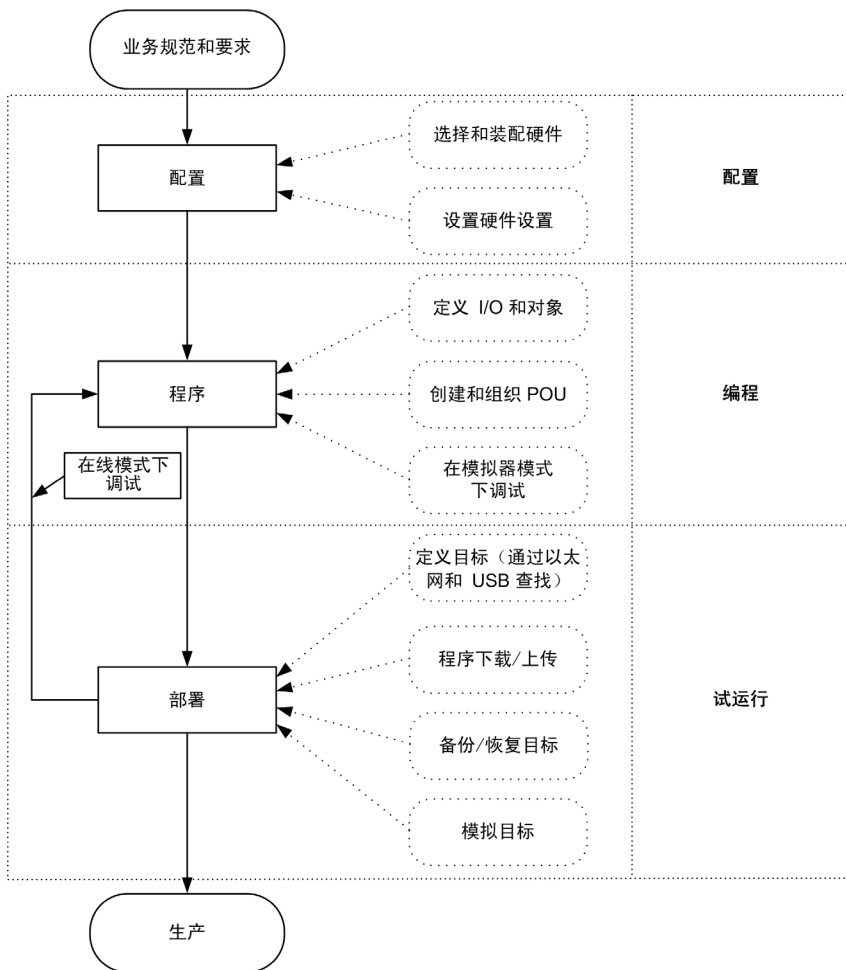 业务规范和要求
选择和装配硬件
配置
配置
设置硬件设置
定义 I/O 和对象
程序
创建和组织 POU
编程
在线模式下
调试
在模拟器模式
下调试
定义目标（通过以太
网和 USB 查找）
程序下载/上传
部署
试运行
备份/恢复目标
模拟目标
生产